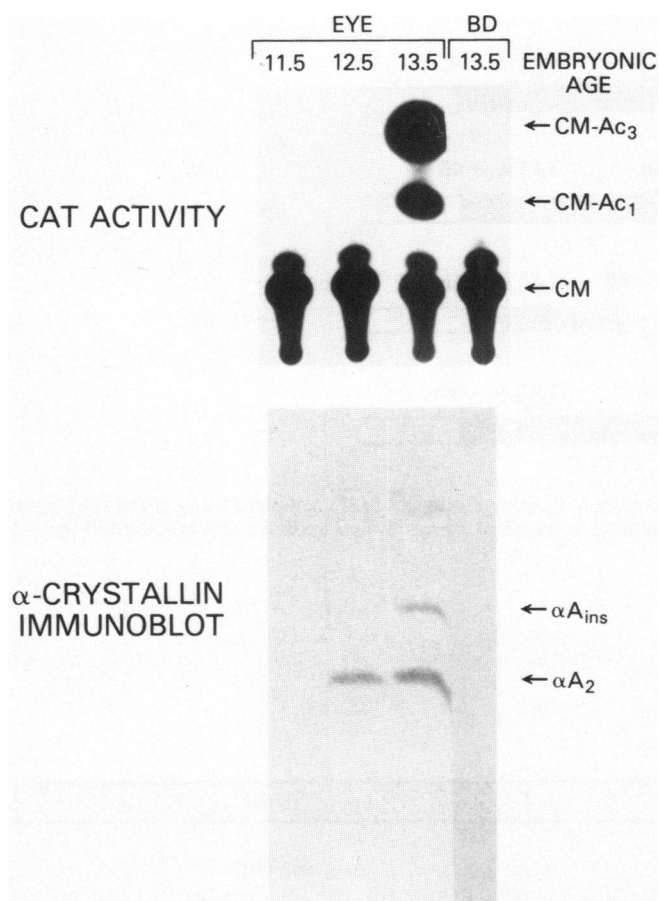 EYE BD
11.5 12.5 13.5 13.5 EMBRYONIC
AGE
← CM-Ac₃
← CM-Ac₁
CAT ACTIVITY
← CM
α-CRYSTALLIN
IMMUNOBLOT
← αA_ins
← αA₂